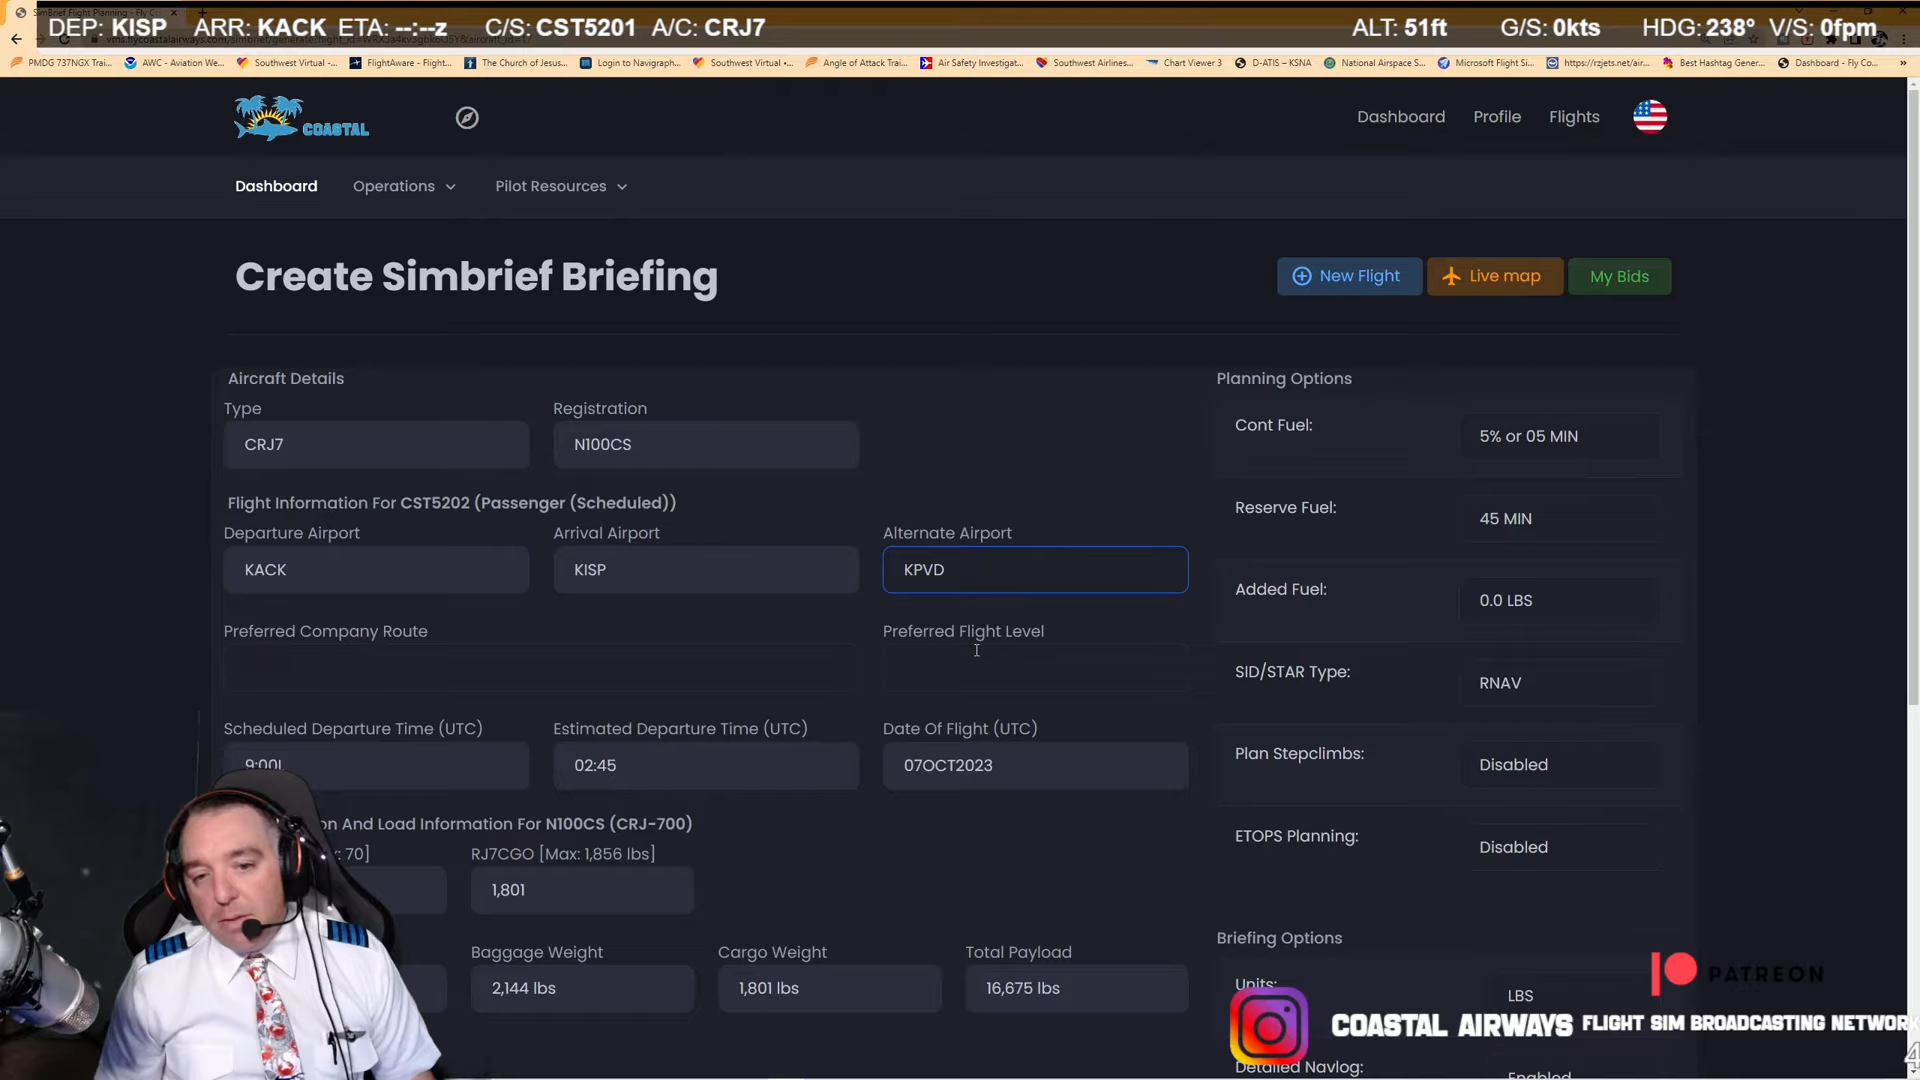 DEP: KISP ARR: KACK ETA: --:--z C/S: CST5201 A/C: CRJ7 ALT: 51ft G/S: 0kts HDG: 238° V/S: 0fpm
PMDG 737NGX Trai... AWC - Aviation We... Southwest Virtual -... FlightAware - Flight... The Church of Jesus... Login to Navigraph... Southwest Virtual •... Angle of Attack Trai... Air Safety Investigat... Southwest Airlines... Chart Viewer 3 D-ATIS – KSNA National Airspace S... Microsoft Flight Si... https://rzjets.net/air... Best Hashtag Gener... Dashboard - Fly Co... »
COASTAL
Dashboard Profile Flights
Dashboard Operations Pilot Resources
Create Simbrief Briefing
New Flight Live map My Bids
Aircraft Details
Type Registration
CRJ7 N100CS
Flight Information For CST5202 (Passenger (Scheduled))
Departure Airport Arrival Airport Alternate Airport
KACK KISP KPVD
Preferred Company Route Preferred Flight Level
Scheduled Departure Time (UTC) Estimated Departure Time (UTC) Date Of Flight (UTC)
9:00L 02:45 07OCT2023
on And Load Information For N100CS (CRJ-700)
: 70] RJ7CGO [Max: 1,856 lbs]
1,801
Baggage Weight Cargo Weight Total Payload
2,144 lbs 1,801 lbs 16,675 lbs
Planning Options
Cont Fuel: 5% or 05 MIN
Reserve Fuel: 45 MIN
Added Fuel: 0.0 LBS
SID/STAR Type: RNAV
Plan Stepclimbs: Disabled
ETOPS Planning: Disabled
Briefing Options
Units: LBS
PATREON
COASTAL AIRWAYS FLIGHT SIM BROADCASTING NETWORK
Detailed Navlog: Enabled